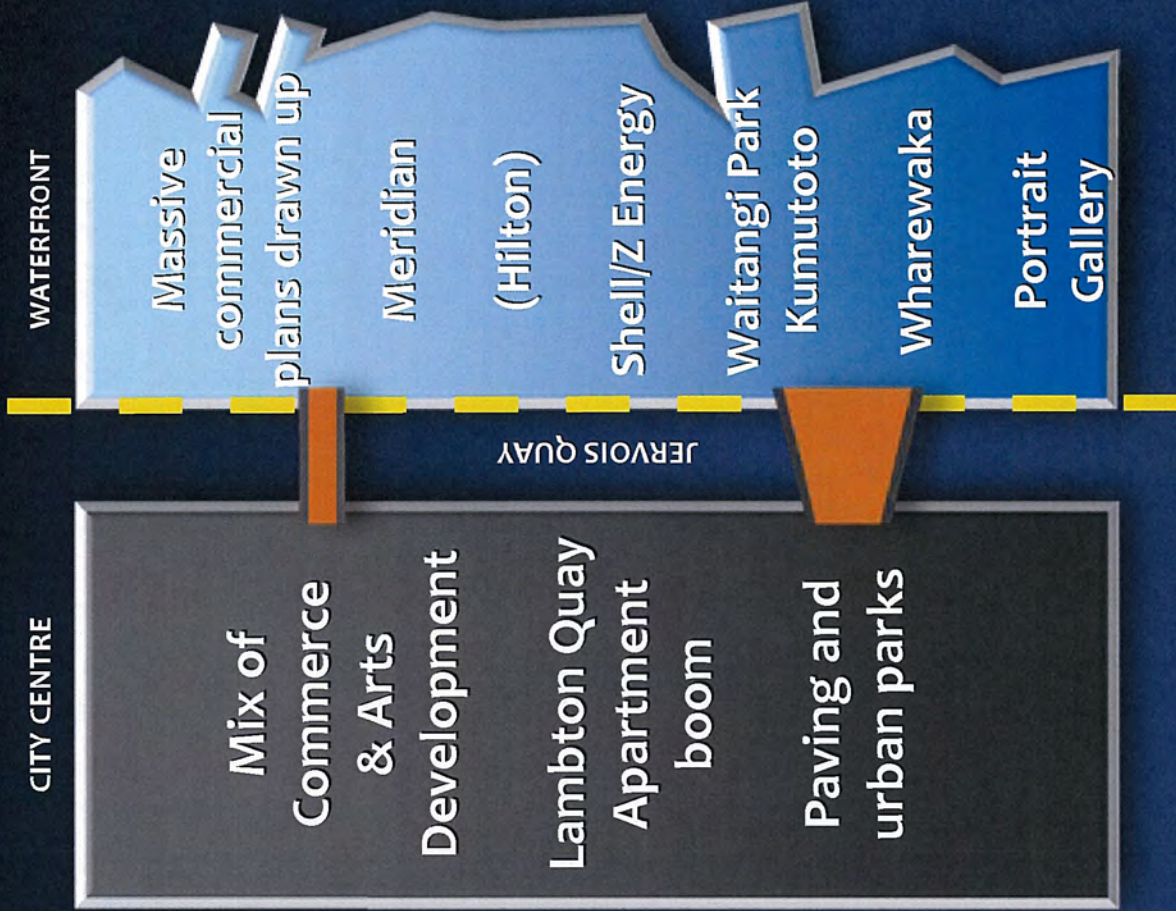 CITY CENTRE
Mix of
Commerce
& Arts
Development
Lambton Quay
Apartment
boom
Paving and
urban parks
JERVOIS QUAY
WATERFRONT
Massive
commercial
plans drawn up
Meridian
(Hilton)
Shell/Z Energy
Waitangi Park
Kumutoto
Wharewaka
Portrait
Gallery